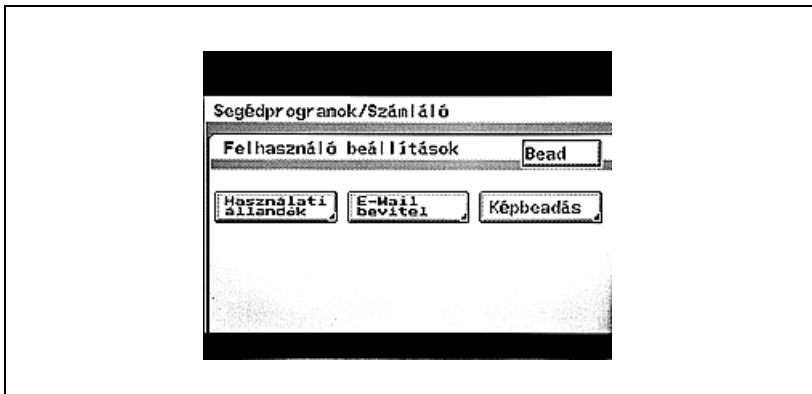 Segédprogranok/Számláló
Felhasználó beállítások
Bead
Használati
állandók
E-Mail
bevitel
Képbeadás